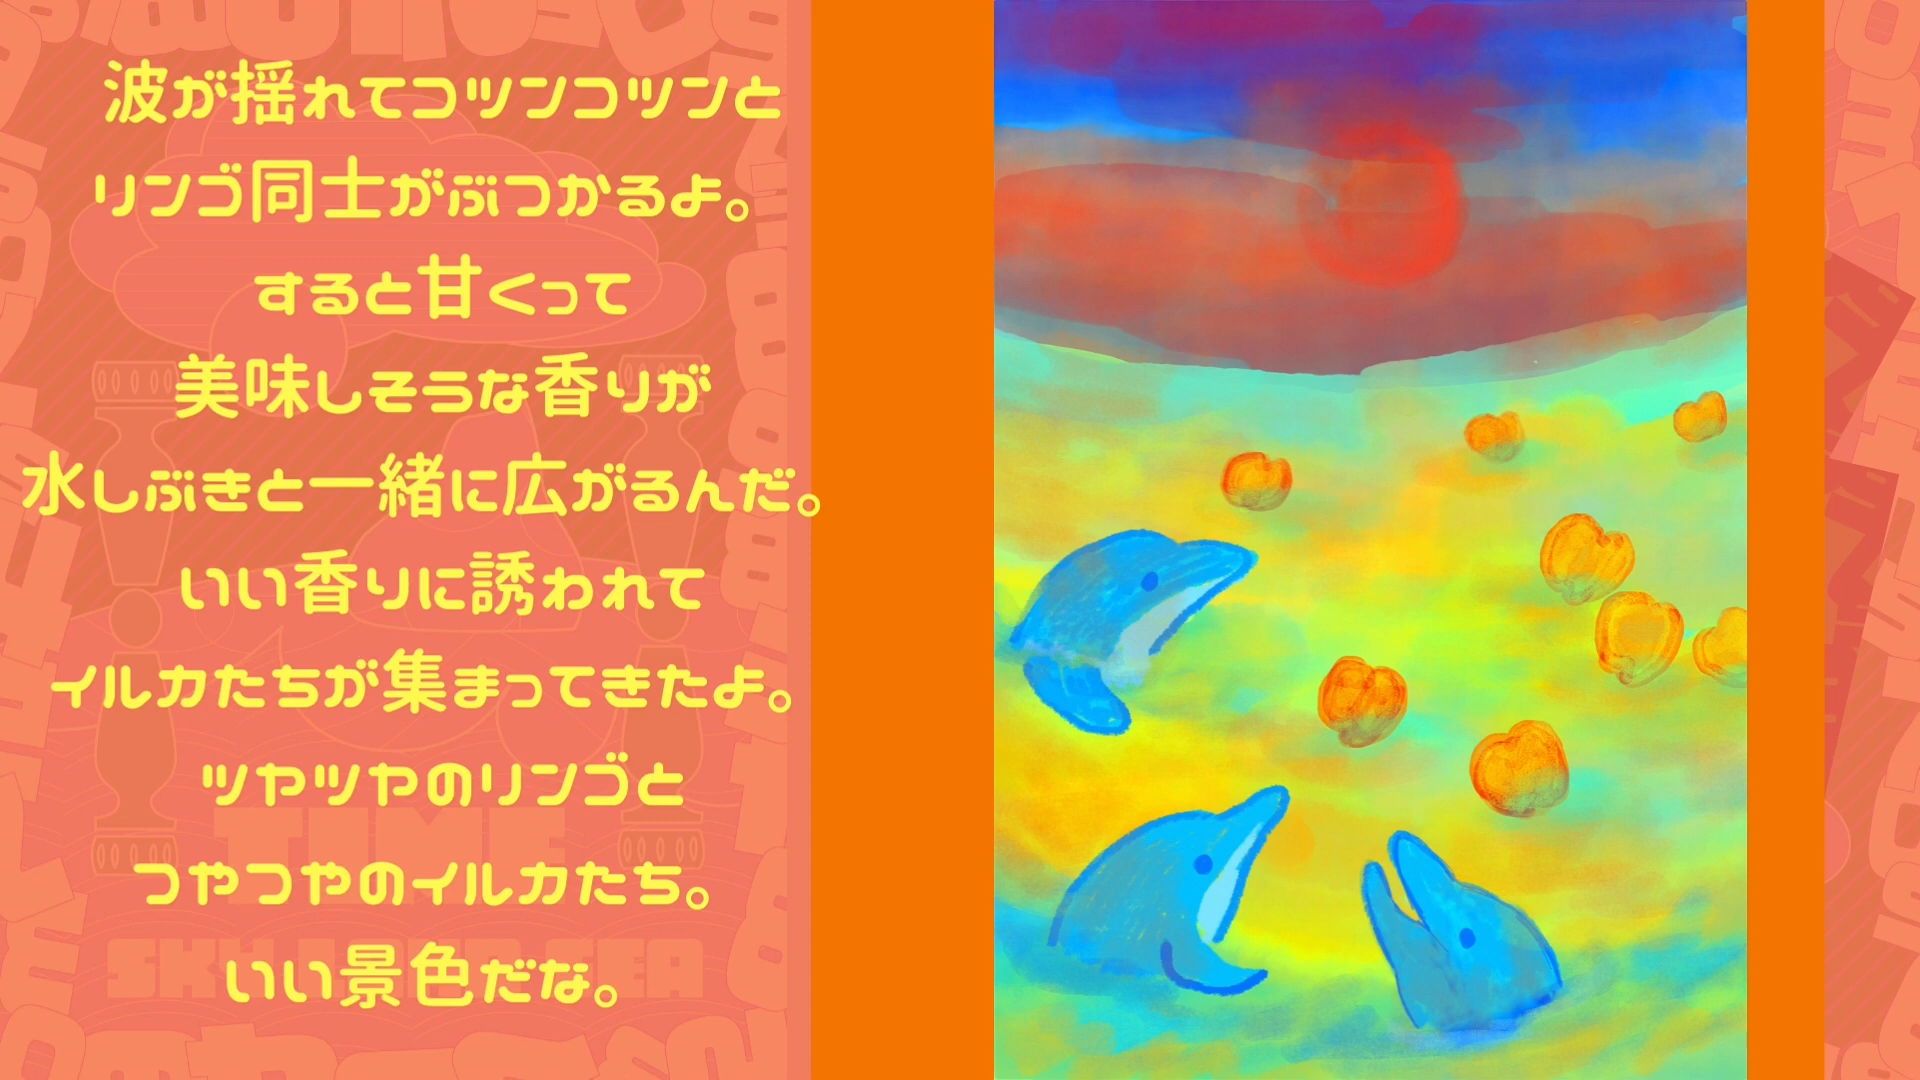 波が揺れてコツンコツンと
リンゴ同士がぶつかるよ。
すると甘くって
美味しそうな香りが
水しぶきと一緒に広がるんだ。
いい香りに誘われて
イルカたちが集まってきたよ。
ツヤツヤのリンゴと
つやつやのイルカたち。
いい景色だな。
TIME